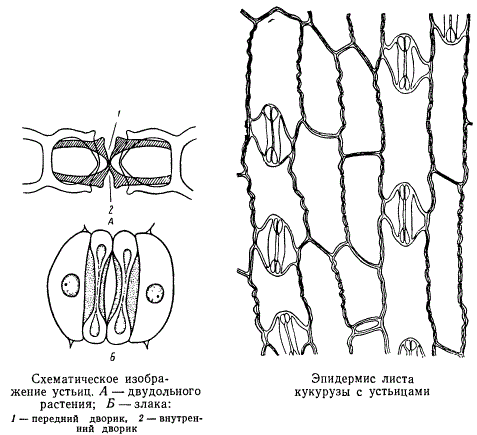 1
2
А
Б
Схематическое изобра-
жение устьиц. А — двудольного
растения; Б — злака:
1 — передний дворик, 2 — внутрен-
ний дворик
Эпидермис листа
кукурузы с устьицами